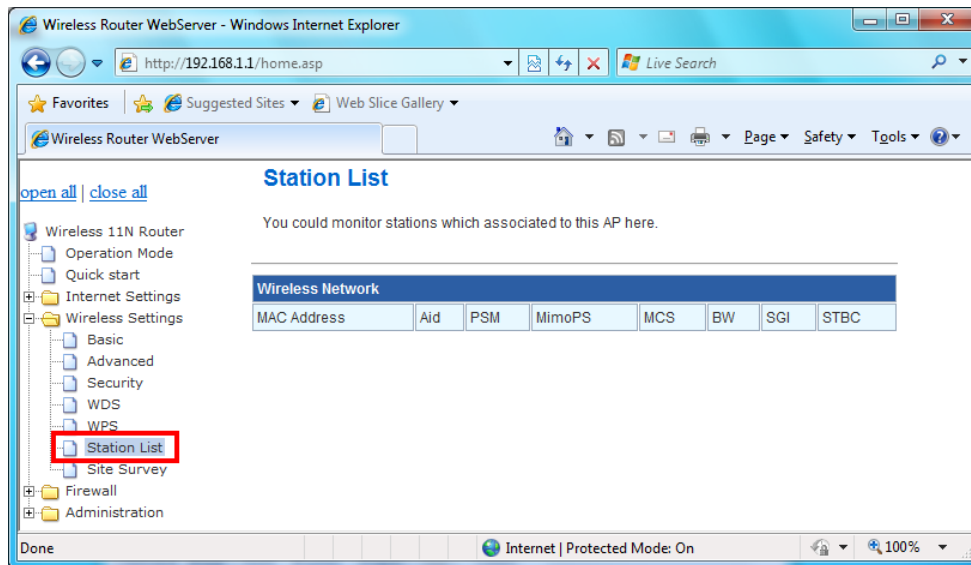 Wireless Router WebServer - Windows Internet Explorer
http://192.168.1.1/home.asp
Live Search
Favorites
Suggested Sites
Web Slice Gallery
Wireless Router WebServer
Page
Safety
Tools
open all | close all
Wireless 11N Router
Operation Mode
Quick start
Internet Settings
Wireless Settings
Basic
Advanced
Security
WDS
WPS
Station List
Site Survey
Firewall
Administration
Station List
You could monitor stations which associated to this AP here.
Wireless Network
MAC Address Aid PSM MimoPS MCS BW SGI STBC
Done
Internet | Protected Mode: On
100%